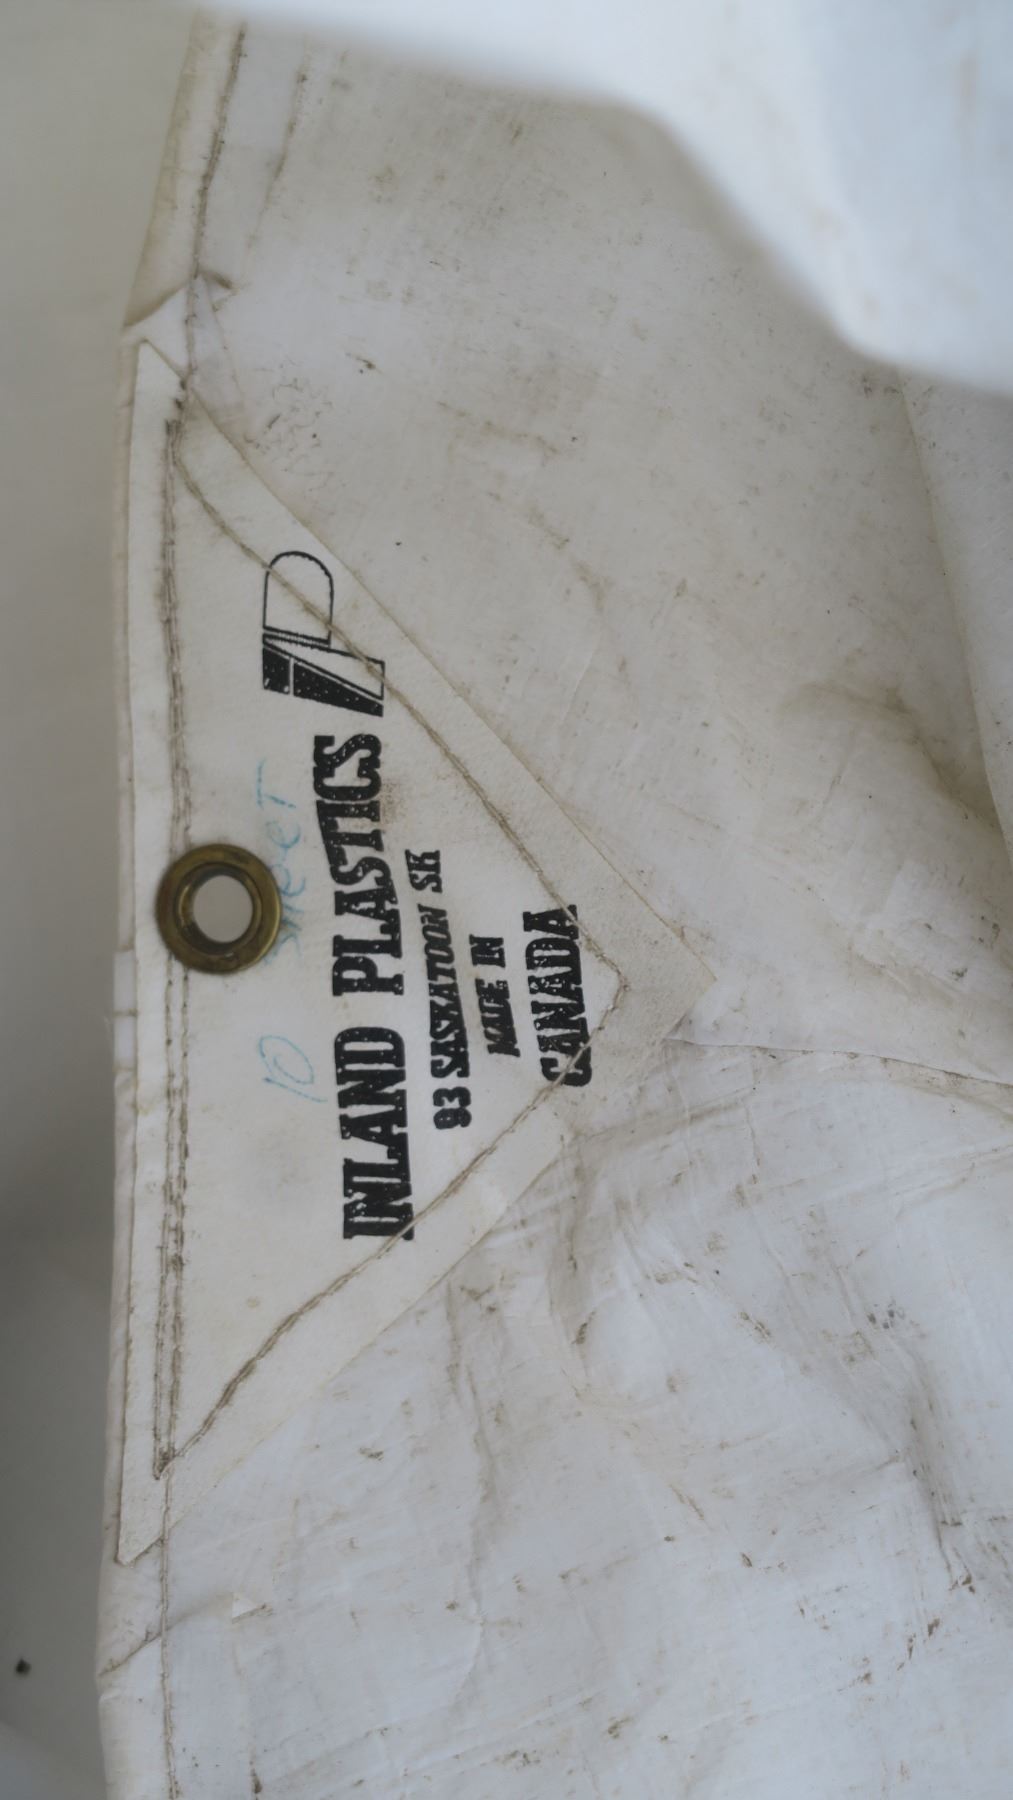 10 SHeeT
INLAND PLASTICS
93 SASKATOON SK
MADE IN
CANADA